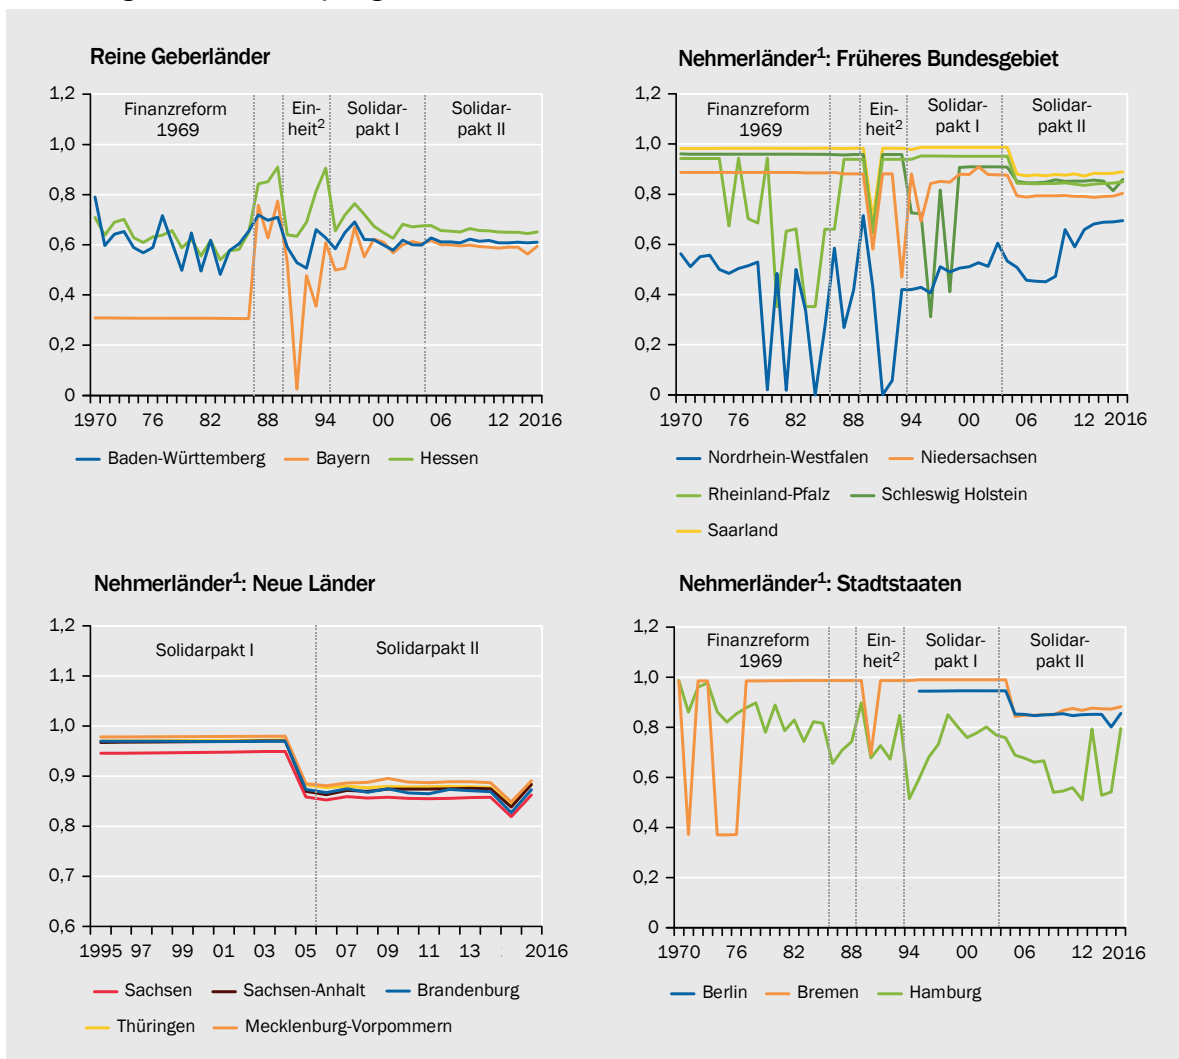 Reine Geberländer
1,2
1,0
0,8
0,6
0,4
0,2
0
Finanzreform
1969
Ein-
heit2
Solidar-
pakt I
Solidar-
pakt II
1970 76 82 88 94 00 06 12 2016
Baden-Württemberg Bayern Hessen
Nehmerländer1: Früheres Bundesgebiet
1,2
1,0
0,8
0,6
0,4
0,2
0
Finanzreform
1969
Ein-
heit2
Solidar-
pakt I
Solidar-
pakt II
1970 76 82 88 94 00 06 12 2016
Nordrhein-Westfalen Niedersachsen
Rheinland-Pfalz Schleswig Holstein
Saarland
Nehmerländer1: Neue Länder
1,2
1,1
1,0
0,9
0,8
0,7
0,6
Solidarpakt I
Solidarpakt II
1995 97 99 01 03 05 07 09 11 13 2016
Sachsen Sachsen-Anhalt Brandenburg
Thüringen Mecklenburg-Vorpommern
Nehmerländer1: Stadtstaaten
1,2
1,0
0,8
0,6
0,4
0,2
0
Finanzreform
1969
Ein-
heit2
Solidar-
pakt I
Solidar-
pakt II
1970 76 82 88 94 00 06 12 2016
Berlin Bremen Hamburg